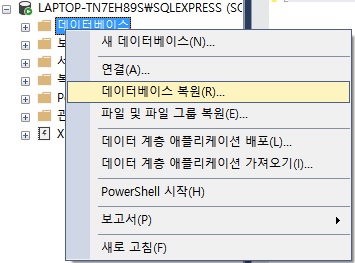 LAPTOP-TN7EH89S\SQLEXPRESS (SQ
데이터베이스
새 데이터베이스(N)...
연결(A)...
데이터베이스 복원(R)...
파일 및 파일 그룹 복원(E)...
데이터 계층 애플리케이션 배포(L)...
데이터 계층 애플리케이션 가져오기(I)...
PowerShell 시작(H)
보고서(P)
새로 고침(F)
보
서
복
Po
관
X